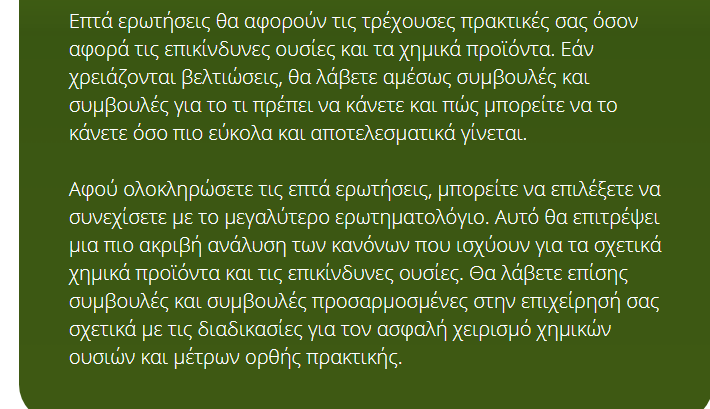 Επτά ερωτήσεις θα αφορούν τις τρέχουσες πρακτικές σας όσον
αφορά τις επικίνδυνες ουσίες και τα χημικά προϊόντα. Εάν
χρειάζονται βελτιώσεις, θα λάβετε αμέσως συμβουλές και
συμβουλές για το τι πρέπει να κάνετε και πώς μπορείτε να το
κάνετε όσο πιο εύκολα και αποτελεσματικά γίνεται.

Αφού ολοκληρώσετε τις επτά ερωτήσεις, μπορείτε να επιλέξετε να
συνεχίσετε με το μεγαλύτερο ερωτηματολόγιο. Αυτό θα επιτρέψει
μια πιο ακριβή ανάλυση των κανόνων που ισχύουν για τα σχετικά
χημικά προϊόντα και τις επικίνδυνες ουσίες. Θα λάβετε επίσης
συμβουλές και συμβουλές προσαρμοσμένες στην επιχείρησή σας
σχετικά με τις διαδικασίες για τον ασφαλή χειρισμό χημικών
ουσιών και μέτρων ορθής πρακτικής.